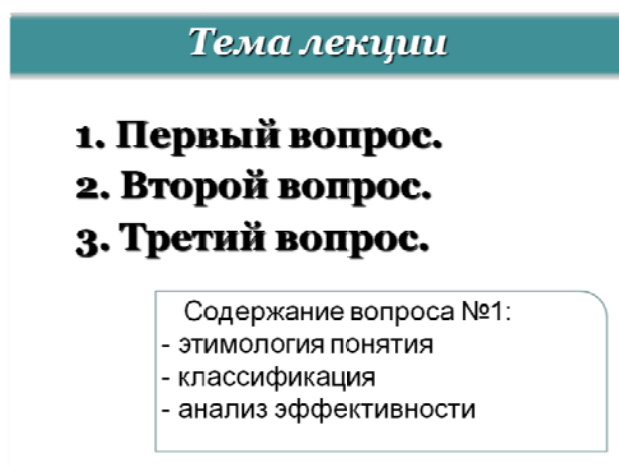 Тема лекции
1. Первый вопрос.
2. Второй вопрос.
3. Третий вопрос.
Содержание вопроса №1:
- этимология понятия
- классификация
- анализ эффективности